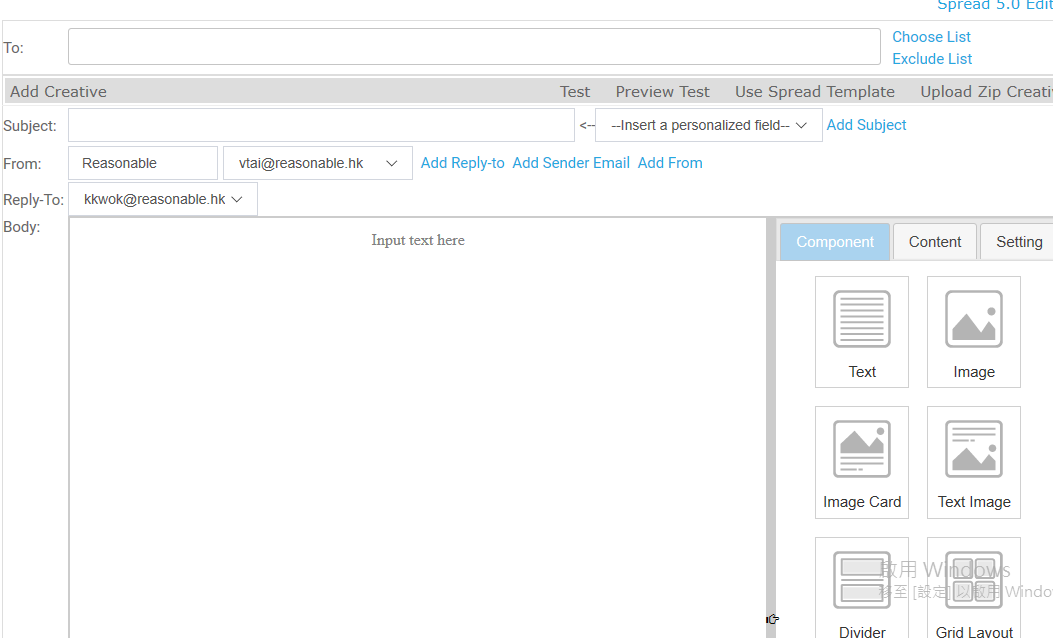 Spread 5.0 Edit
To:
Choose List
Exclude List
Add Creative Test Preview Test Use Spread Template Upload Zip Creati
Subject: <-- --Insert a personalized field-- Add Subject
From: Reasonable vtai@reasonable.hk Add Reply-to Add Sender Email Add From
Reply-To: kkwok@reasonable.hk
Body:
Input text here
Component Content Setting
Text Image
Image Card Text Image
啟用 Windows
移至 [設定] 以啟用 Windo
Divider Grid Layout